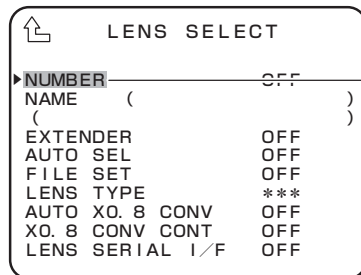 LENS SELECT
NUMBER OFF
NAME ( )
( )
EXTENDER OFF
AUTO SEL OFF
FILE SET OFF
LENS TYPE ***
AUTO X0. 8 CONV OFF
X0. 8 CONV CONT OFF
LENS SERIAL I/F OFF